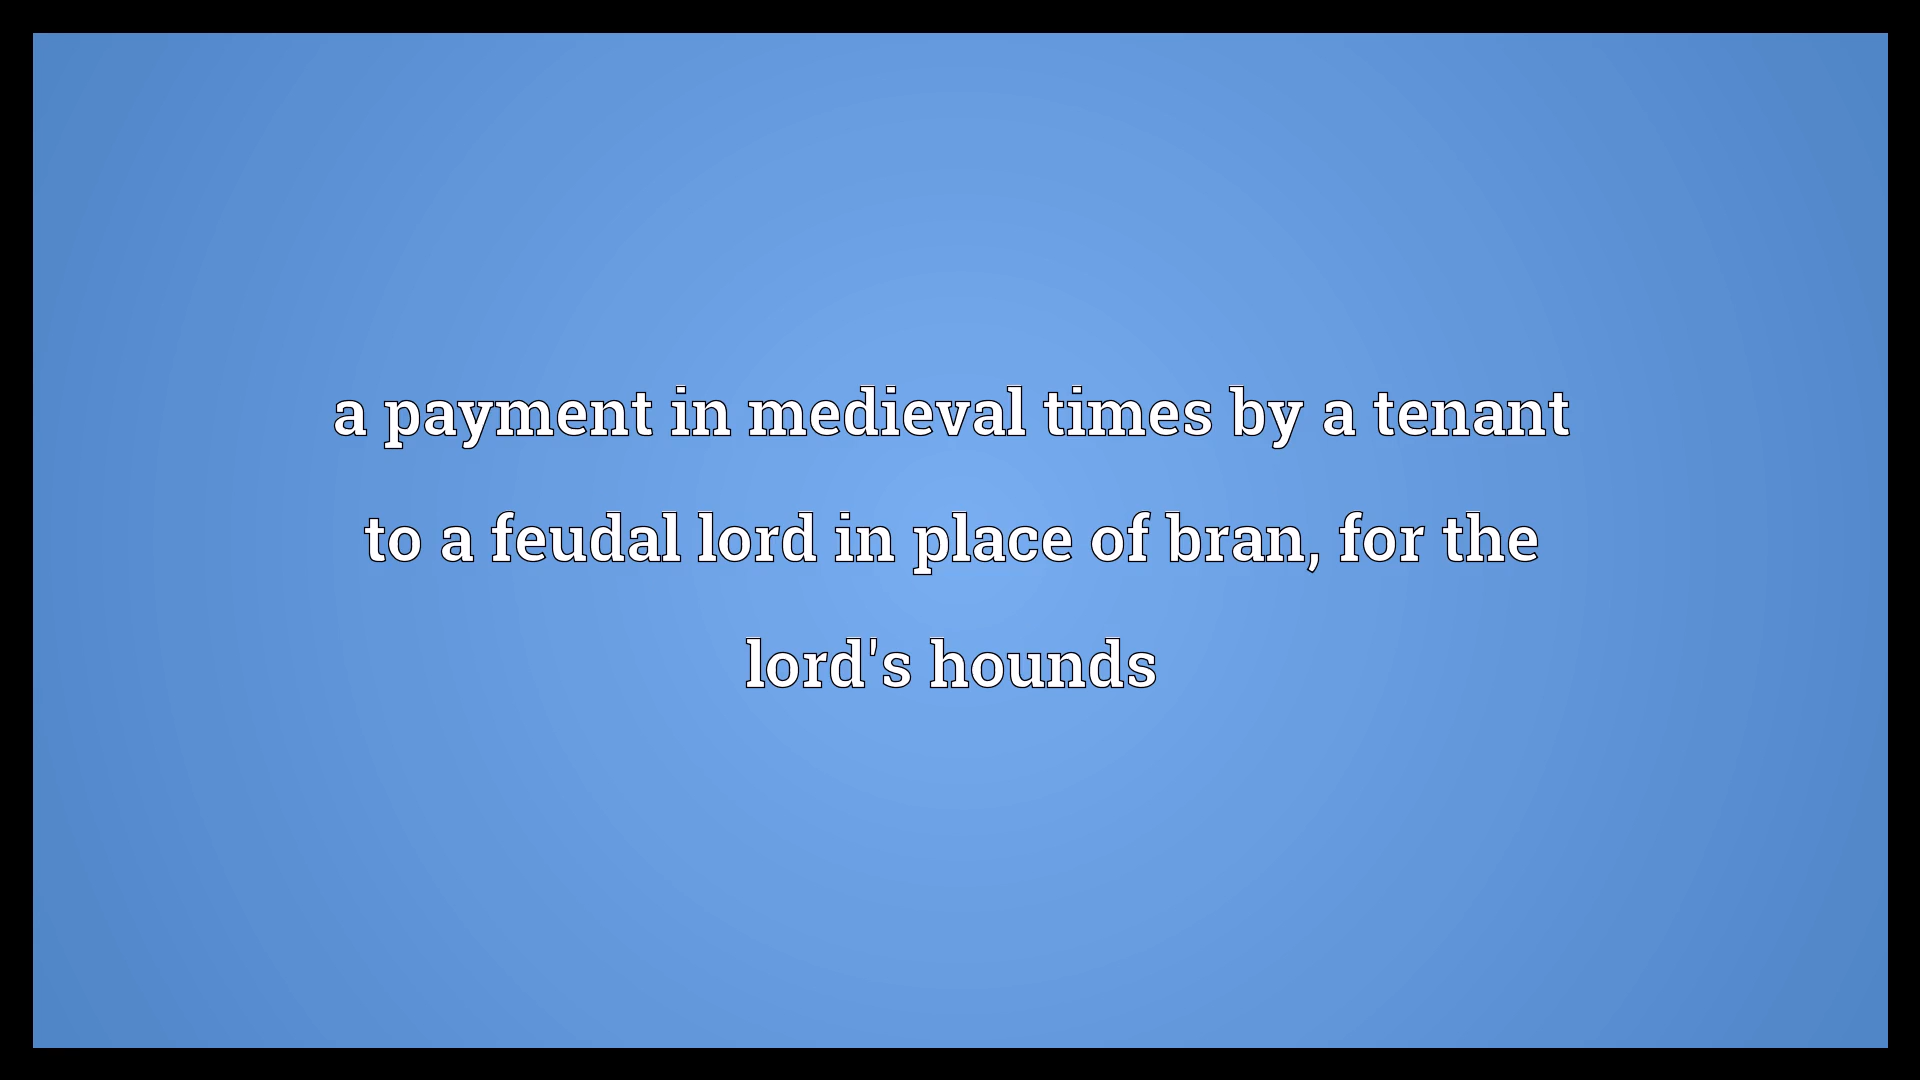 a payment in medieval times by a tenant
to a feudal lord in place of bran, for the
lord's hounds